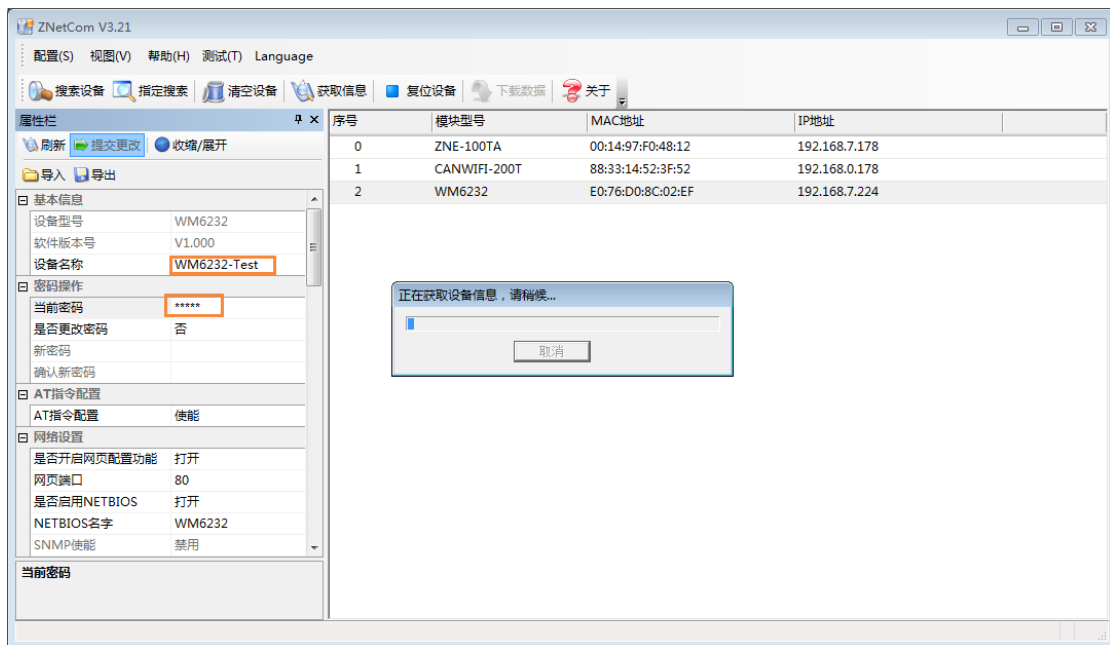 ZNetCom V3.21
配置(S) 视图(V) 帮助(H) 测试(T) Language
搜索设备 指定搜索 清空设备 获取信息 复位设备 下载数据 关于
属性栏
序号 模块型号 MAC地址 IP地址
刷新 提交更改 收缩/展开
0 ZNE-100TA 00:14:97:F0:48:12 192.168.7.178
导入 导出
1 CANWIFI-200T 88:33:14:52:3F:52 192.168.0.178
2 WM6232 E0:76:D0:8C:02:EF 192.168.7.224
基本信息
设备型号 WM6232
软件版本号 V1.000
设备名称 WM6232-Test
密码操作
当前密码 *****
是否更改密码 否
新密码
确认新密码
AT指令配置
AT指令配置 使能
网络设置
是否开启网页配置功能 打开
网页端口 80
是否启用NETBIOS 打开
NETBIOS名字 WM6232
SNMP使能 禁用
当前密码
正在获取设备信息，请稍候...
取消